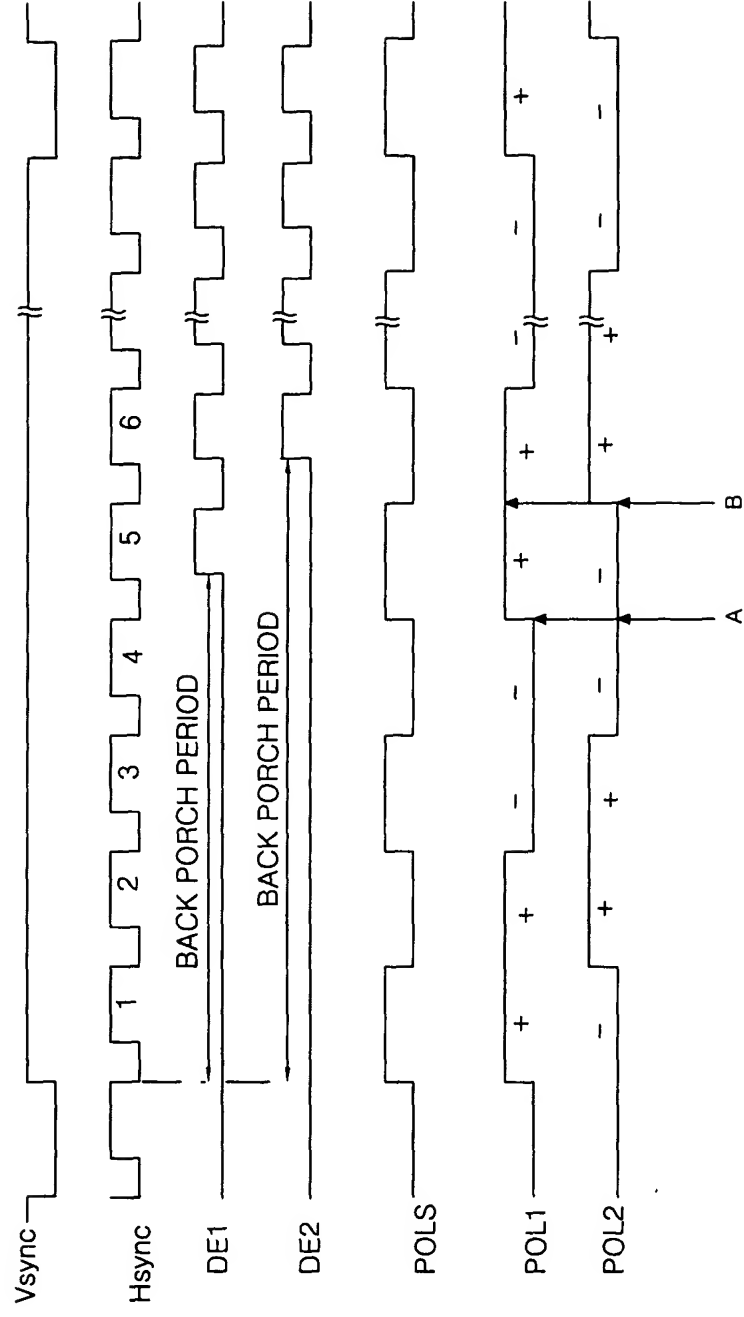 Vsync
Hsync
1 2 3 4 5 6
DE1
BACK PORCH PERIOD
DE2
BACK PORCH PERIOD
POLS
POL1
+ + - - + + - - +
POL2
- + + - - + + - -
A B